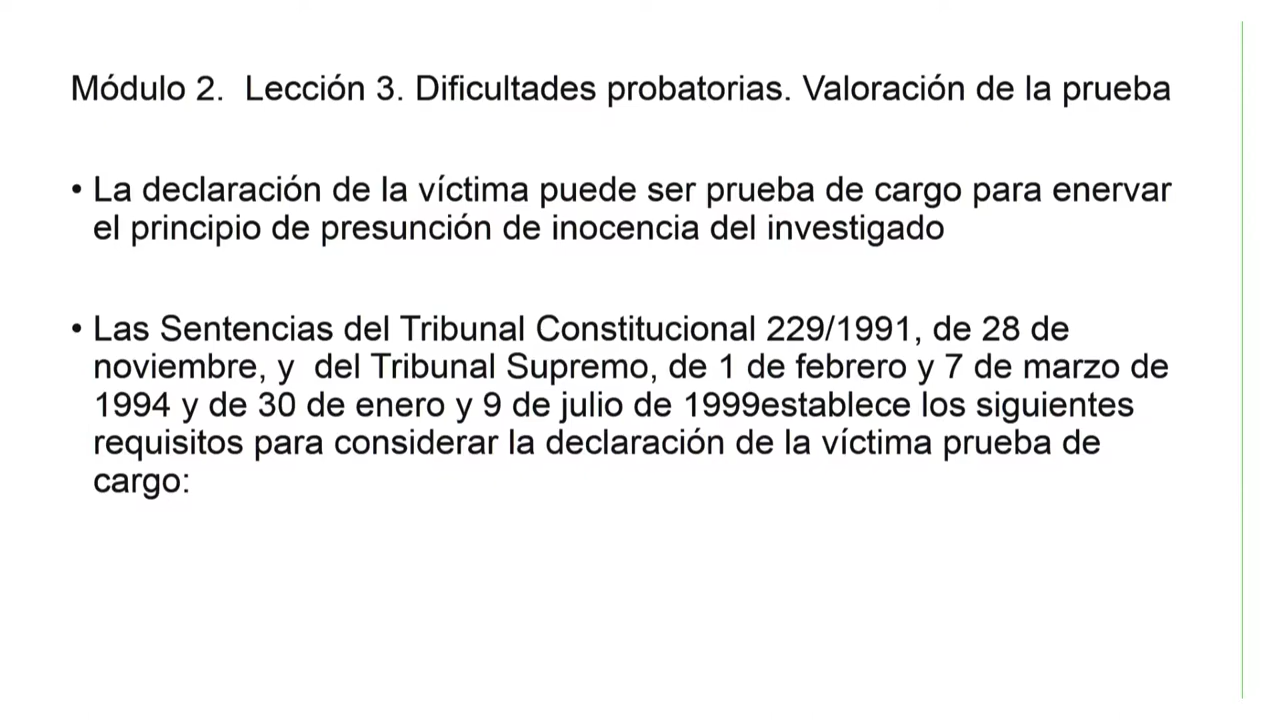 Módulo 2.  Lección 3. Dificultades probatorias. Valoración de la prueba
• La declaración de la víctima puede ser prueba de cargo para enervar
el principio de presunción de inocencia del investigado
• Las Sentencias del Tribunal Constitucional 229/1991, de 28 de
noviembre, y  del Tribunal Supremo, de 1 de febrero y 7 de marzo de
1994 y de 30 de enero y 9 de julio de 1999establece los siguientes
requisitos para considerar la declaración de la víctima prueba de
cargo: